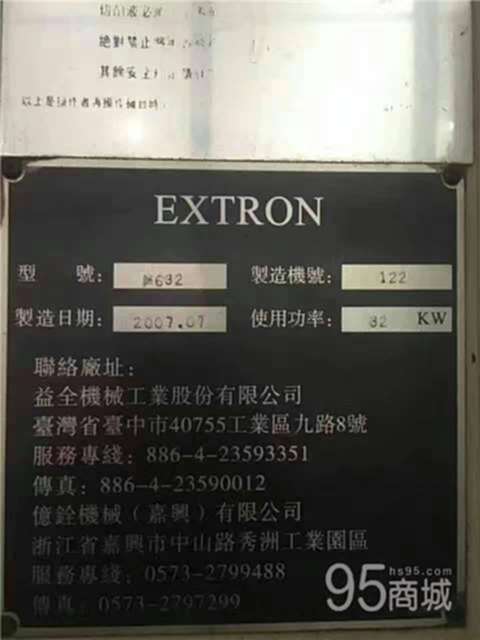 絕對禁止
EXTRON
型 號: M632 製造機號: 122
製造日期: 2007.07 使用功率: 32 KW
聯絡廠址:
益全機械工業股份有限公司
臺灣省臺中市40755工業區九路8號
服務專綫: 886-4-23593351
傳真: 886-4-23590012
億銓機械（嘉興）有限公司
浙江省嘉興市中山路秀洲工業園區
服務專綫: 0573-2799488
傳真: 0573-2797299
hs95.com
95商城